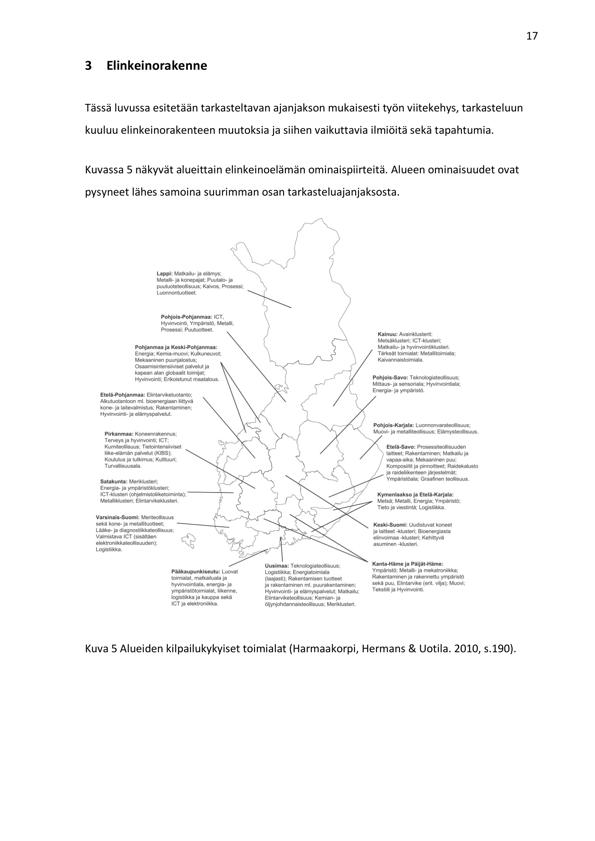 17
3 Elinkeinorakenne
Tässä luvussa esitetään tarkasteltavan ajanjakson mukaisesti työn viitekehys, tarkasteluun
kuuluu elinkeinorakenteen muutoksia ja siihen vaikuttavia ilmiöitä sekä tapahtumia.
Kuvassa 5 näkyvät alueittain elinkeinoelämän ominaispiirteitä. Alueen ominaisuudet ovat
pysyneet lähes samoina suurimman osan tarkasteluajanjaksosta.
Lappi: Matkailu- ja elämys;
Metalli- ja konepajat; Puutalo- ja
puutuoteteollisuus; Kaivos, Prosessi;
Luonnontuotteet.
Pohjois-Pohjanmaa: ICT,
Hyvinvointi, Ympäristö, Metalli,
Prosessi; Puutuotteet.
Pohjanmaa ja Keski-Pohjanmaa:
Energia; Kemia-muovi; Kulkuneuvot;
Mekaaninen puunjalostus;
Osaamisintensiiviset palvelut ja
kapean alan globaalit toimijat;
Hyvinvointi; Erikoistunut maatalous.
Etelä-Pohjanmaa: Elintarviketuotanto;
Alkutuotantoon ml. bioenergiaan liittyvä
kone- ja laitevalmistus; Rakentaminen;
Hyvinvointi- ja elämyspalvelut.
Pirkanmaa: Koneenrakennus;
Terveys ja hyvinvointi; ICT;
Kumiteollisuus; Tietointensiiviset
liike-elämän palvelut (KIBS);
Koulutus ja tutkimus; Kulttuuri;
Turvallisuusala.
Satakunta: Meriklusteri;
Energia- ja ympäristöklusteri;
ICT-klusteri (ohjelmistoliiketoiminta);
Metalliklusteri; Elintarvikeklusteri.
Varsinais-Suomi: Meriteollisuus
sekä kone- ja metallituotteet;
Lääke- ja diagnostiikkateollisuus;
Valmistava ICT (sisältäen
elektroniikkateollisuuden);
Logistiikka.
Pääkaupunkiseutu: Luovat
toimialat, matkailuala ja
hyvinvointiala, energia- ja
ympäristötoimialat, liikenne,
logistiikka ja kauppa sekä
ICT ja elektroniikka.
Uusimaa: Teknologiateollisuus;
Logistiikka; Energiatoimiala
(laajasti); Rakentamisen tuotteet
ja rakentaminen ml. puurakentaminen;
Hyvinvointi- ja elämyspalvelut; Matkailu;
Elintarviketeollisuus; Kemian- ja
öljynjohdannaisteollisuus; Meriklusteri.
Kainuu: Avainklusterit:
Metsäklusteri; ICT-klusteri;
Matkailu- ja hyvinvointiklusteri.
Tärkeät toimialat: Metallitoimiala;
Kaivannaistoimiala.
Pohjois-Savo: Teknologiateollisuus;
Mittaus- ja sensoriala; Hyvinvointiala;
Energia- ja ympäristö.
Pohjois-Karjala: Luonnonvarateollisuus;
Muovi- ja metalliteollisuus; Elämysteollisuus.
Etelä-Savo: Prosessiteollisuuden
laitteet; Rakentaminen; Matkailu ja
vapaa-aika; Mekaaninen puu;
Komposiitit ja pinnoitteet; Raidekalusto
ja raideliikenteen järjestelmät;
Ympäristöala; Graafinen teollisuus.
Kymenlaakso ja Etelä-Karjala:
Metsä; Metalli, Energia; Ympäristö;
Tieto ja viestintä; Logistiikka.
Keski-Suomi: Uudistuvat koneet
ja laitteet -klusteri; Bioenergiasta
elinvoimaa -klusteri; Kehittyvä
asuminen -klusteri.
Kanta-Häme ja Päijät-Häme:
Ympäristö; Metalli- ja mekatroniikka;
Rakentaminen ja rakennettu ympäristö
sekä puu, Elintarvike (erit. vilja); Muovi;
Tekstiili ja Hyvinvointi.
Kuva 5 Alueiden kilpailukykyiset toimialat (Harmaakorpi, Hermans & Uotila. 2010, s.190).